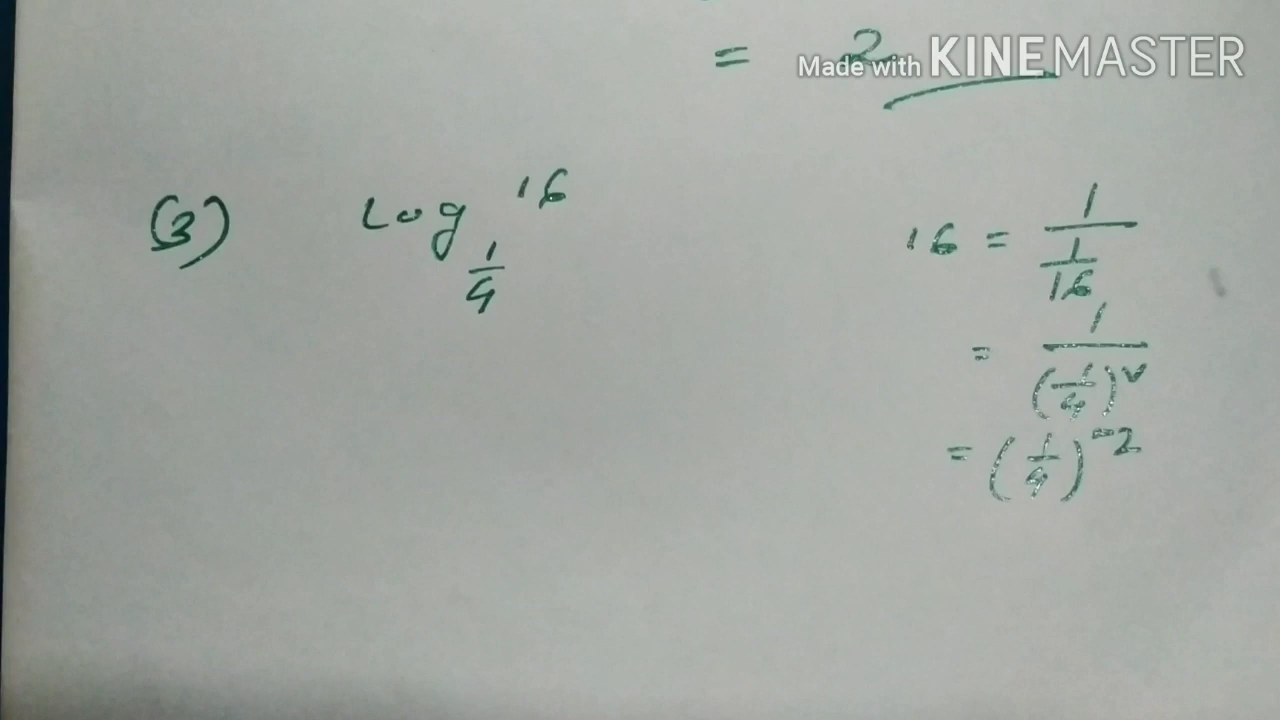 = 2
Made with KINEMASTER
(3) Log 1/4 16
16 = 1/(1/16)
= 1/(1/4)²
= (1/4)⁻²